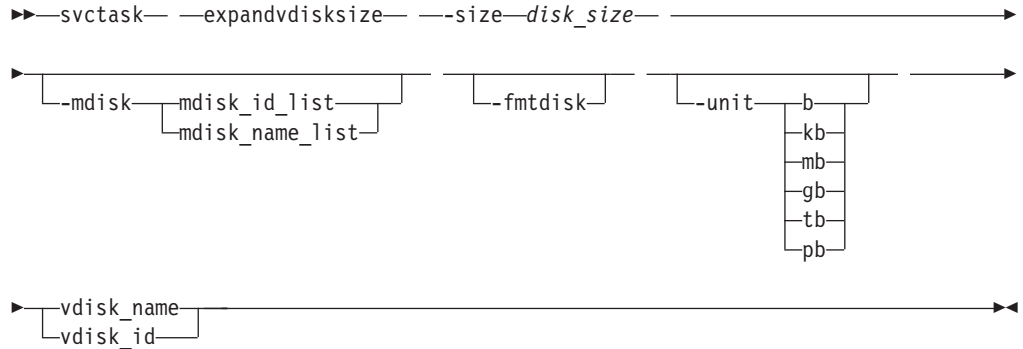 svctask expandvdisksize -size disk_size
-mdisk mdisk_id_list -fmtdisk -unit b
mdisk_name_list kb
mb
gb
tb
pb
vdisk_name
vdisk_id